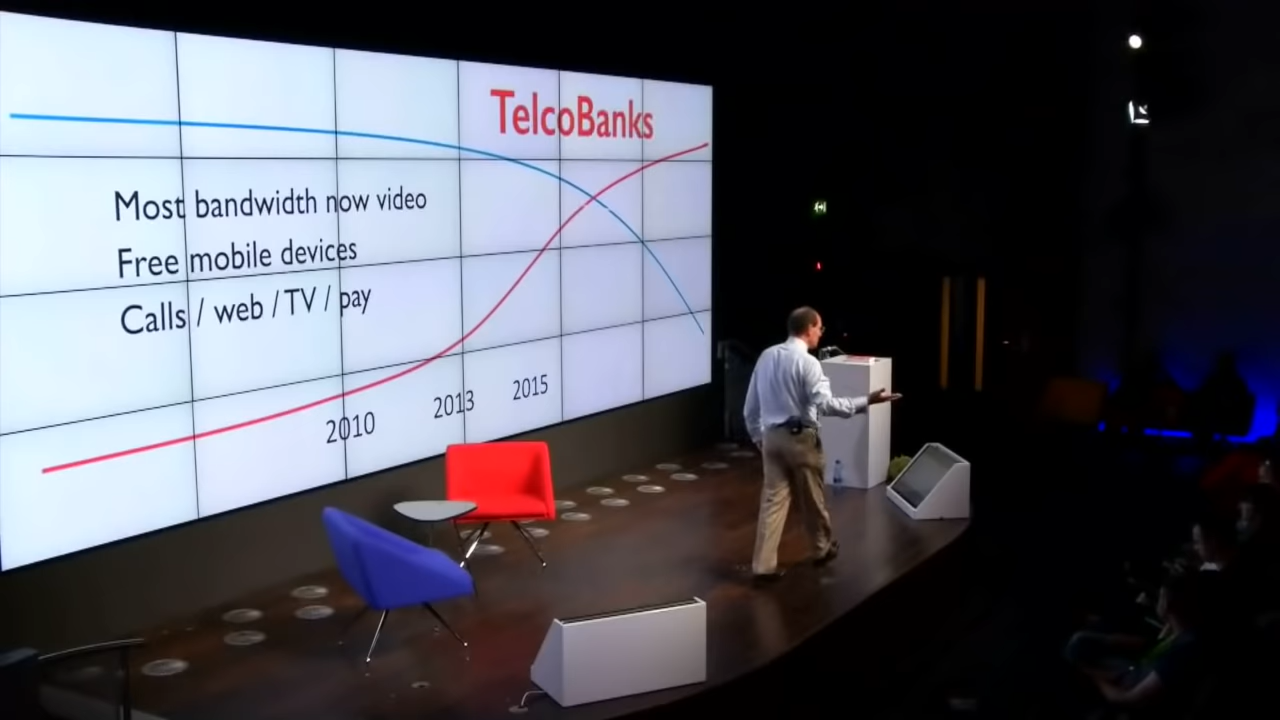 TelcoBanks
Most bandwidth now video
Free mobile devices
Calls / web / TV / pay
2010 2013 2015